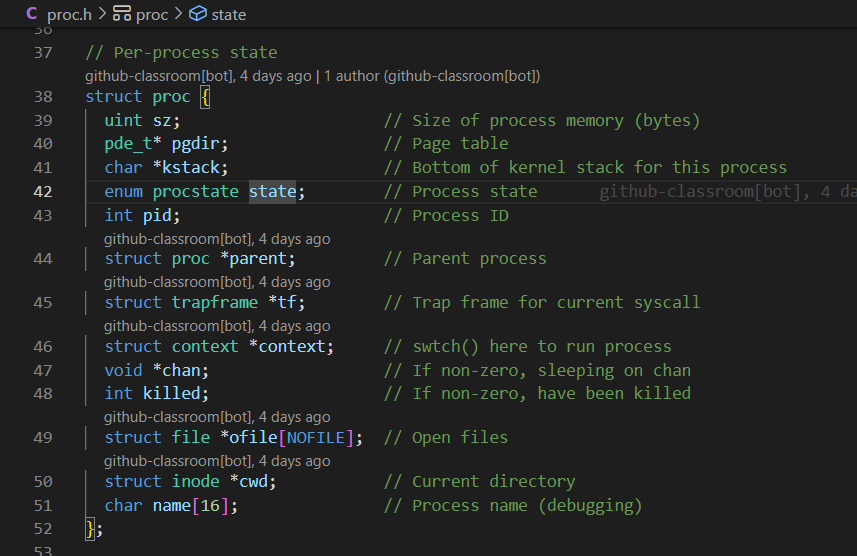 proc.h > proc > state
36
37 // Per-process state
github-classroom[bot], 4 days ago | 1 author (github-classroom[bot])
38 struct proc {
39   uint sz;                     // Size of process memory (bytes)
40   pde_t* pgdir;                // Page table
41   char *kstack;                // Bottom of kernel stack for this process
42   enum procstate state;        // Process state      github-classroom[bot], 4 da
43   int pid;                     // Process ID
github-classroom[bot], 4 days ago
44   struct proc *parent;         // Parent process
github-classroom[bot], 4 days ago
45   struct trapframe *tf;        // Trap frame for current syscall
github-classroom[bot], 4 days ago
46   struct context *context;     // swtch() here to run process
47   void *chan;                  // If non-zero, sleeping on chan
48   int killed;                  // If non-zero, have been killed
github-classroom[bot], 4 days ago
49   struct file *ofile[NOFILE];  // Open files
github-classroom[bot], 4 days ago
50   struct inode *cwd;           // Current directory
51   char name[16];               // Process name (debugging)
52 };
53